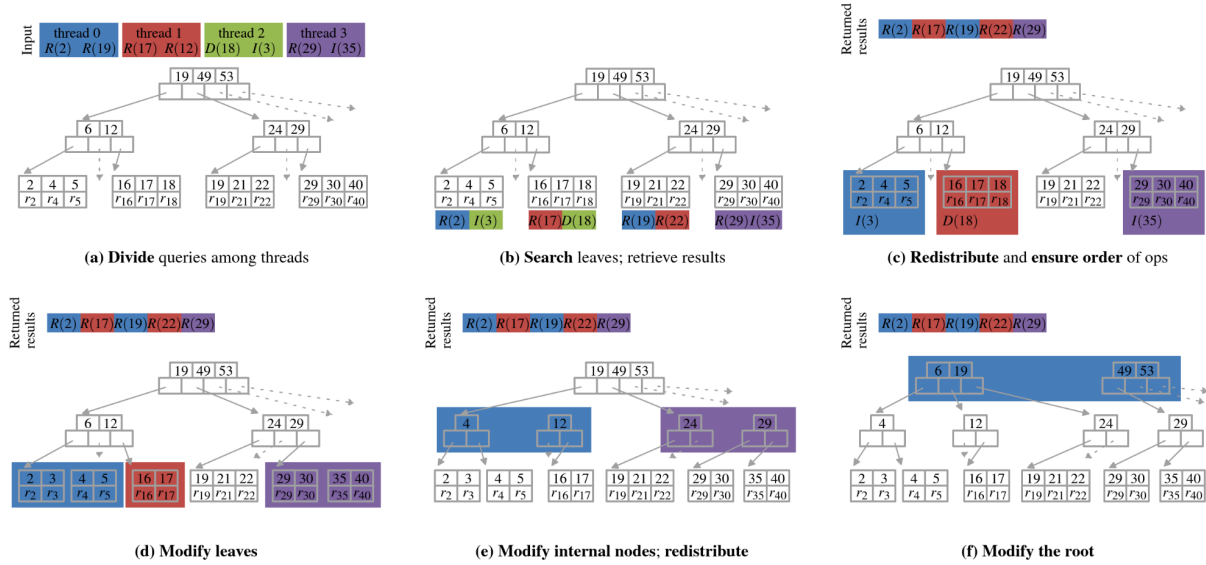 Input
thread 0 thread 1 thread 2 thread 3
R(2) R(19) R(17) R(12) D(18) I(3) R(29) I(35)
19 49 53
6 12 24 29
2 4 5 16 17 18 19 21 22 29 30 40
r2 r4 r5 r16 r17 r18 r19 r21 r22 r29 r30 r40
(a) Divide queries among threads
19 49 53
6 12 24 29
2 4 5 16 17 18 19 21 22 29 30 40
r2 r4 r5 r16 r17 r18 r19 r21 r22 r29 r30 r40
R(2) I(3) R(17) D(18) R(19) R(22) R(29) I(35)
(b) Search leaves; retrieve results
Returned
results
R(2) R(17) R(19) R(22) R(29)
19 49 53
6 12 24 29
2 4 5 16 17 18 19 21 22 29 30 40
r2 r4 r5 r16 r17 r18 r19 r21 r22 r29 r30 r40
I(3) D(18) I(35)
(c) Redistribute and ensure order of ops
Returned
results
R(2) R(17) R(19) R(22) R(29)
19 49 53
6 12 24 29
2 3 4 5 16 17 19 21 22 29 30 35 40
r2 r3 r4 r5 r16 r17 r19 r21 r22 r29 r30 r35 r40
(d) Modify leaves
Returned
results
R(2) R(17) R(19) R(22) R(29)
19 49 53
4 12 24 29
2 3 4 5 16 17 19 21 22 29 30 35 40
r2 r3 r4 r5 r16 r17 r19 r21 r22 r29 r30 r35 r40
(e) Modify internal nodes; redistribute
Returned
results
R(2) R(17) R(19) R(22) R(29)
6 19 49 53
4 12 24 29
2 3 4 5 16 17 19 21 22 29 30 35 40
r2 r3 r4 r5 r16 r17 r19 r21 r22 r29 r30 r35 r40
(f) Modify the root